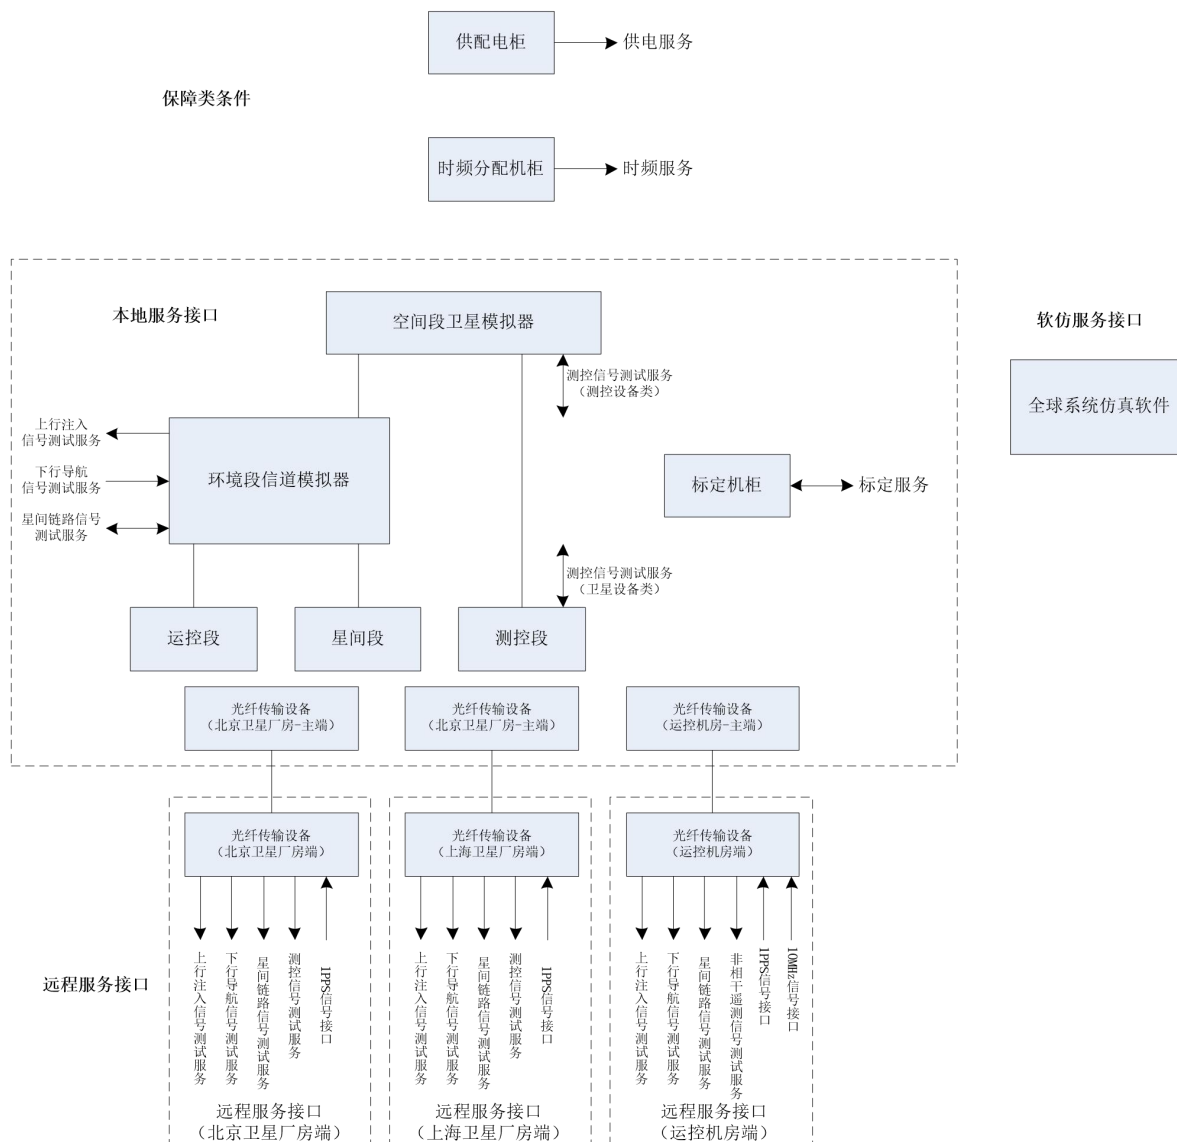 供配电柜
供电服务
保障类条件
时频分配机柜
时频服务
本地服务接口
空间段卫星模拟器
软仿服务接口
测控信号测试服务
（测控设备类）
全球系统仿真软件
上行注入
信号测试服务
下行导航
信号测试服务
星间链路信号
测试服务
环境段信道模拟器
标定机柜
标定服务
测控信号测试服务
（卫星设备类）
运控段
星间段
测控段
光纤传输设备
（北京卫星厂房-主端）
光纤传输设备
（北京卫星厂房-主端）
光纤传输设备
（运控机房-主端）
光纤传输设备
（北京卫星厂房端）
光纤传输设备
（上海卫星厂房端）
光纤传输设备
（运控机房端）
远程服务接口
上行注入信号测试服务
下行导航信号测试服务
星间链路信号测试服务
测控信号测试服务
1PPS信号接口
上行注入信号测试服务
下行导航信号测试服务
星间链路信号测试服务
测控信号测试服务
1PPS信号接口
上行注入信号测试服务
下行导航信号测试服务
星间链路信号测试服务
非相干遥测信号测试服务
1PPS信号接口
10MHz信号接口
远程服务接口
（北京卫星厂房端）
远程服务接口
（上海卫星厂房端）
远程服务接口
（运控机房端）